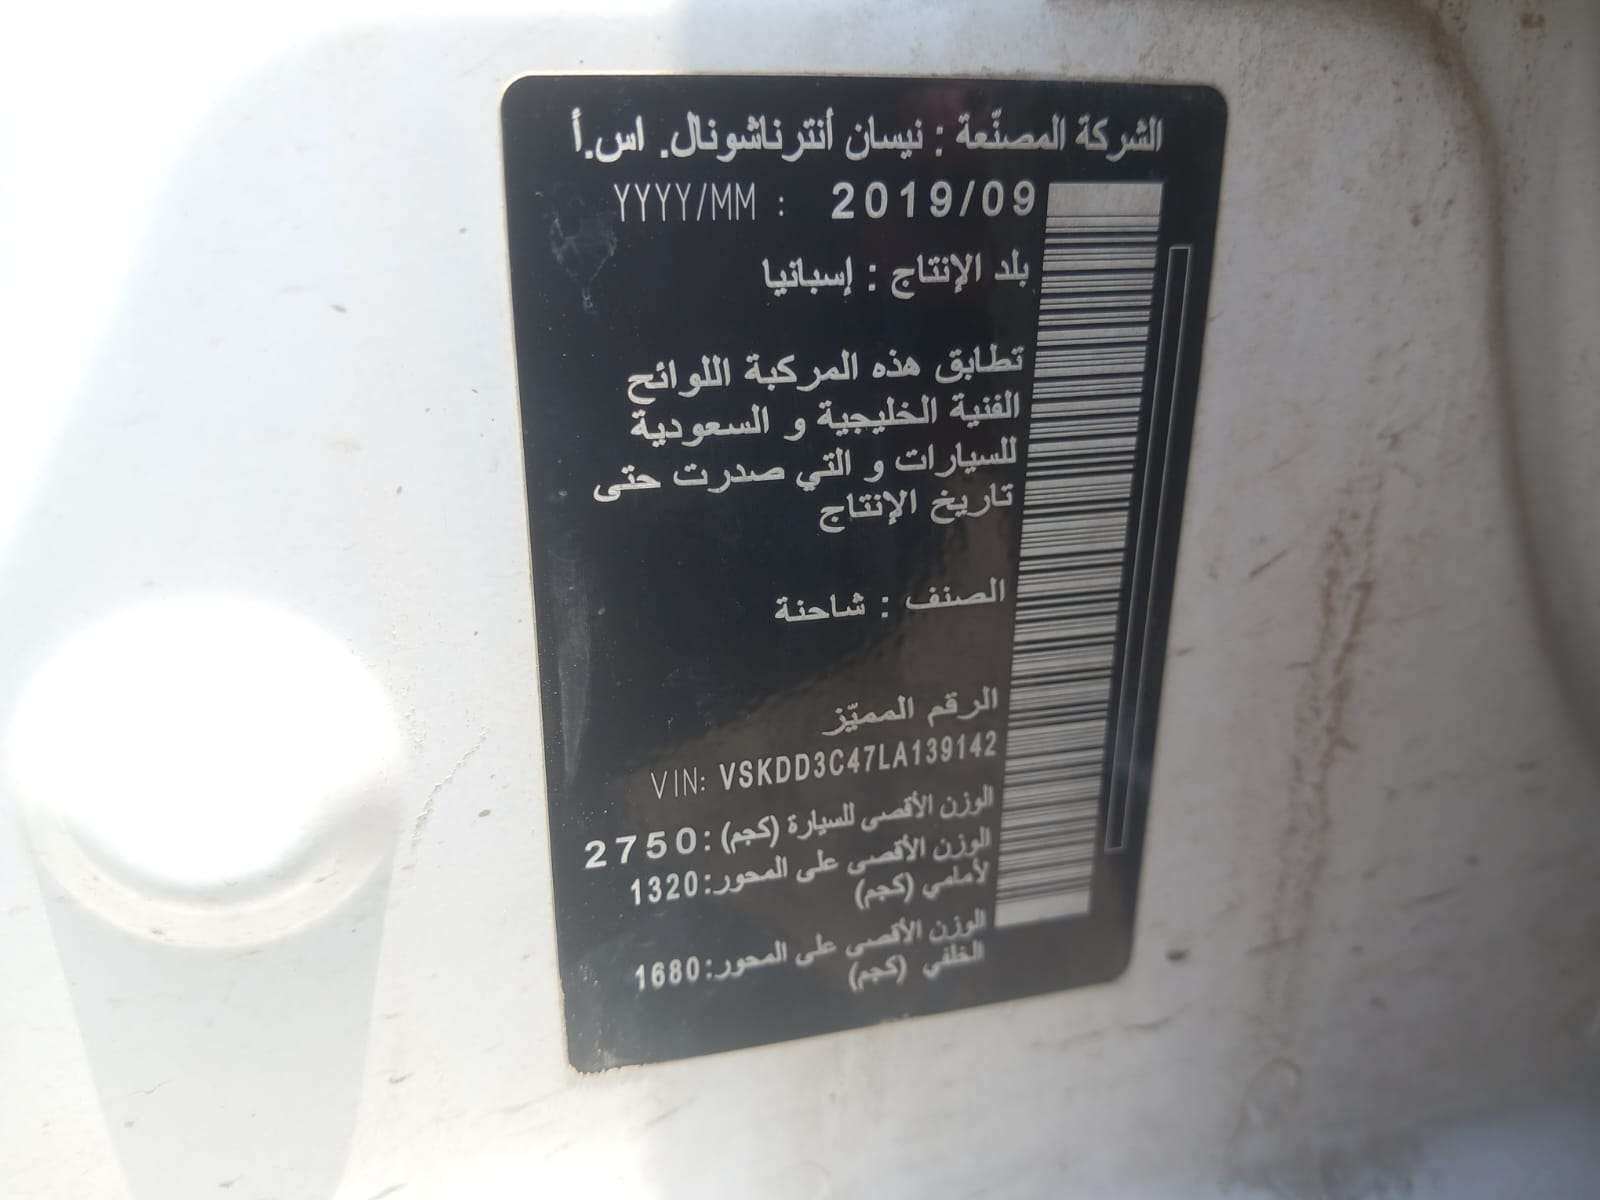 الشركة المصنّعة : نيسان أنترناشونال. اس.أ
YYYY/MM : 2019/09
بلد الإنتاج : إسبانيا
تطابق هذه المركبة اللوائح
الفنية الخليجية و السعودية
للسيارات و التي صدرت حتى
تاريخ الإنتاج
الصنف : شاحنة
الرقم المميّز
VIN: VSKDD3C47LA139142
الوزن الأقصى للسيارة (كجم):2750
الوزن الأقصى على المحور:1320
لأمامي (كجم)
الوزن الأقصى على المحور:1680
الخلفي (كجم)